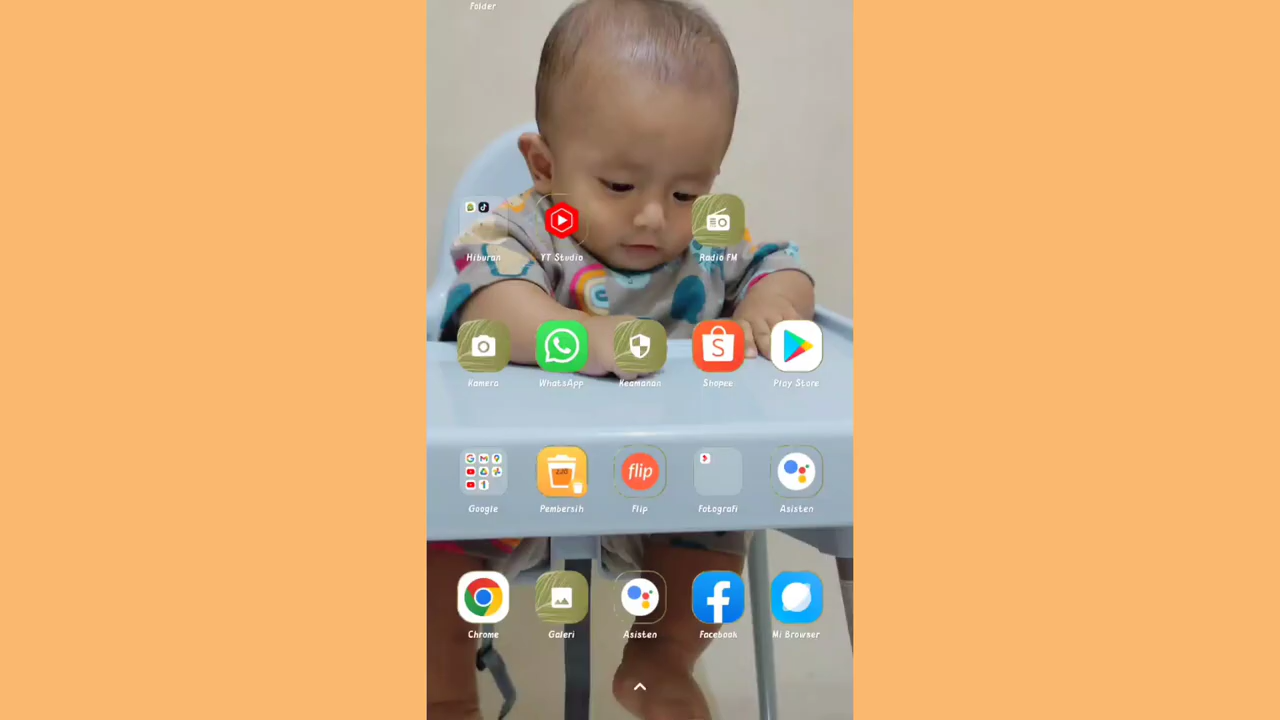 Folder
Hiburan
YT Studio
Radio FM
Kamera
WhatsApp
Keamanan
Shopee
Play Store
flip
Google
Pembersih
Flip
Fotografi
Asisten
Chrome
Galeri
Asisten
Facebook
Mi Browser